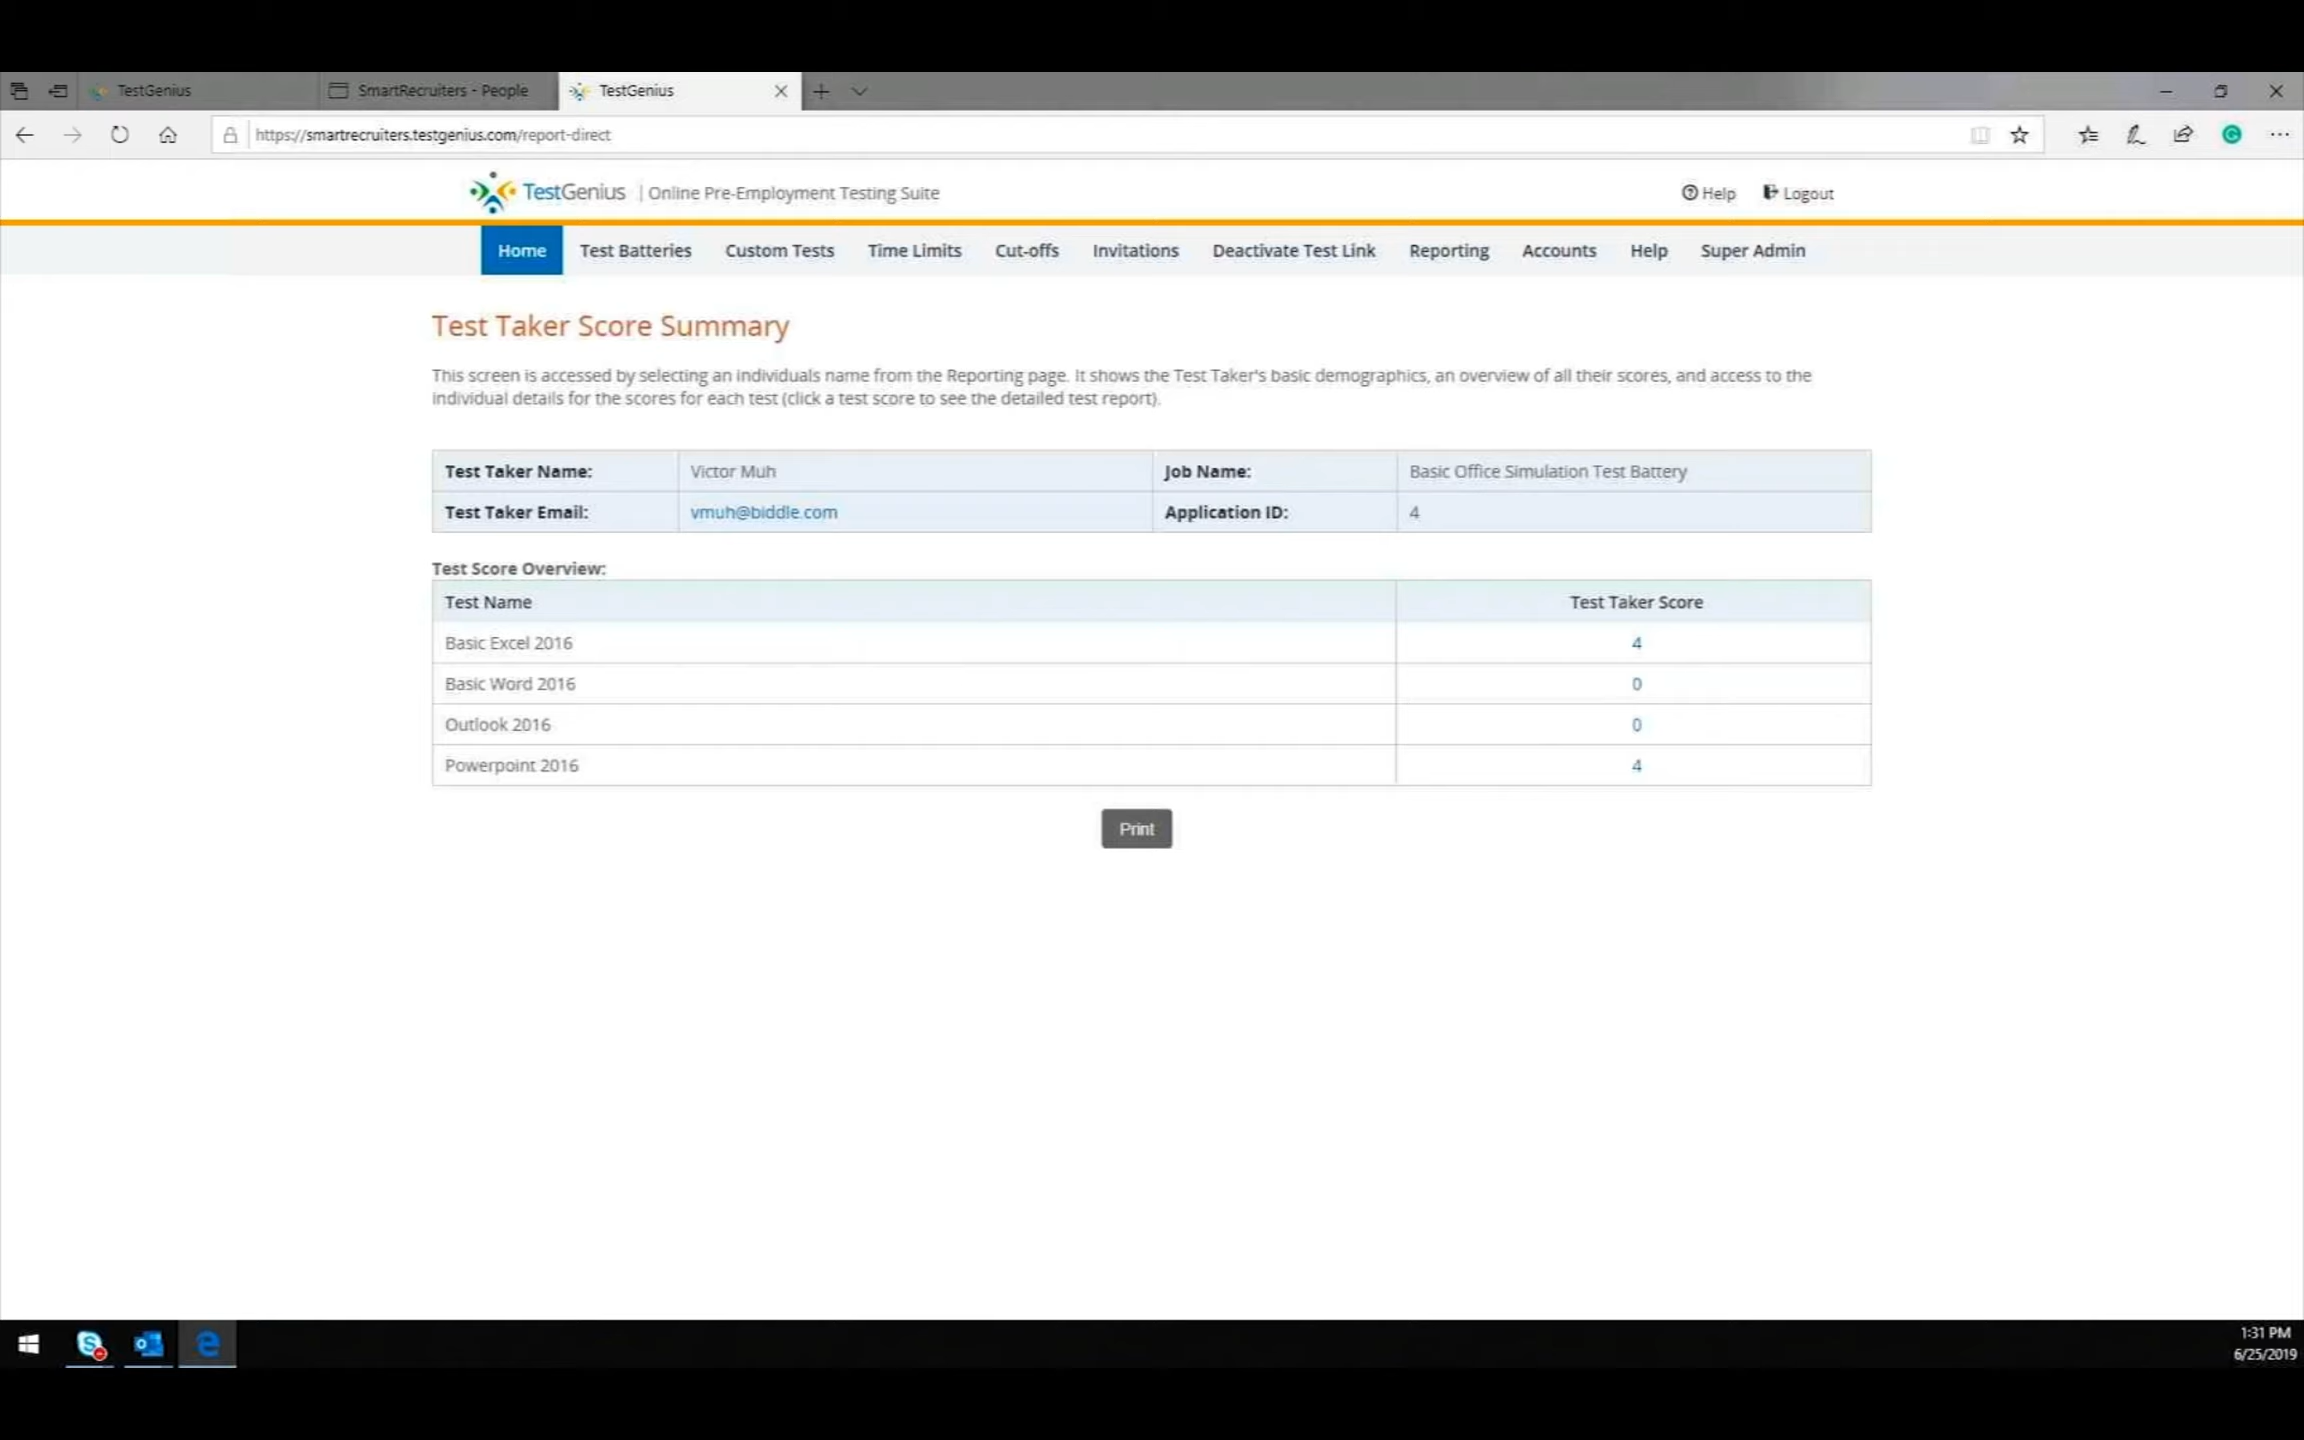 TestGenius SmartRecruiters - People TestGenius
https://smartrecruiters.testgenius.com/report-direct
TestGenius | Online Pre-Employment Testing Suite Help Logout
Home Test Batteries Custom Tests Time Limits Cut-offs Invitations Deactivate Test Link Reporting Accounts Help Super Admin
Test Taker Score Summary
This screen is accessed by selecting an individuals name from the Reporting page. It shows the Test Taker's basic demographics, an overview of all their scores, and access to the
individual details for the scores for each test (click a test score to see the detailed test report).
Test Taker Name: Victor Muh Job Name: Basic Office Simulation Test Battery
Test Taker Email: vmuh@biddle.com Application ID: 4
Test Score Overview:
Test Name Test Taker Score
Basic Excel 2016 4
Basic Word 2016 0
Outlook 2016 0
Powerpoint 2016 4
Print
1:31 PM
6/25/2019